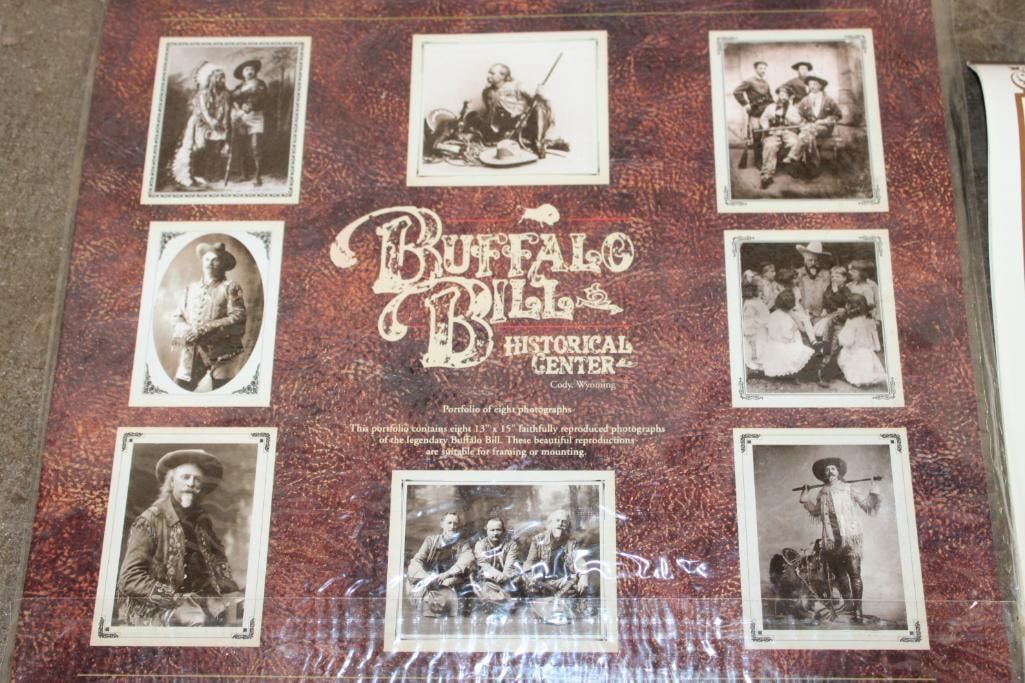 BUFFALO
BILL
HISTORICAL
CENTER
Cody, Wyoming
Portfolio of eight photographs
This portfolio contains eight 13" x 15" faithfully reproduced photographs
of the legendary Buffalo Bill. These beautiful reproductions
are suitable for framing or mounting.